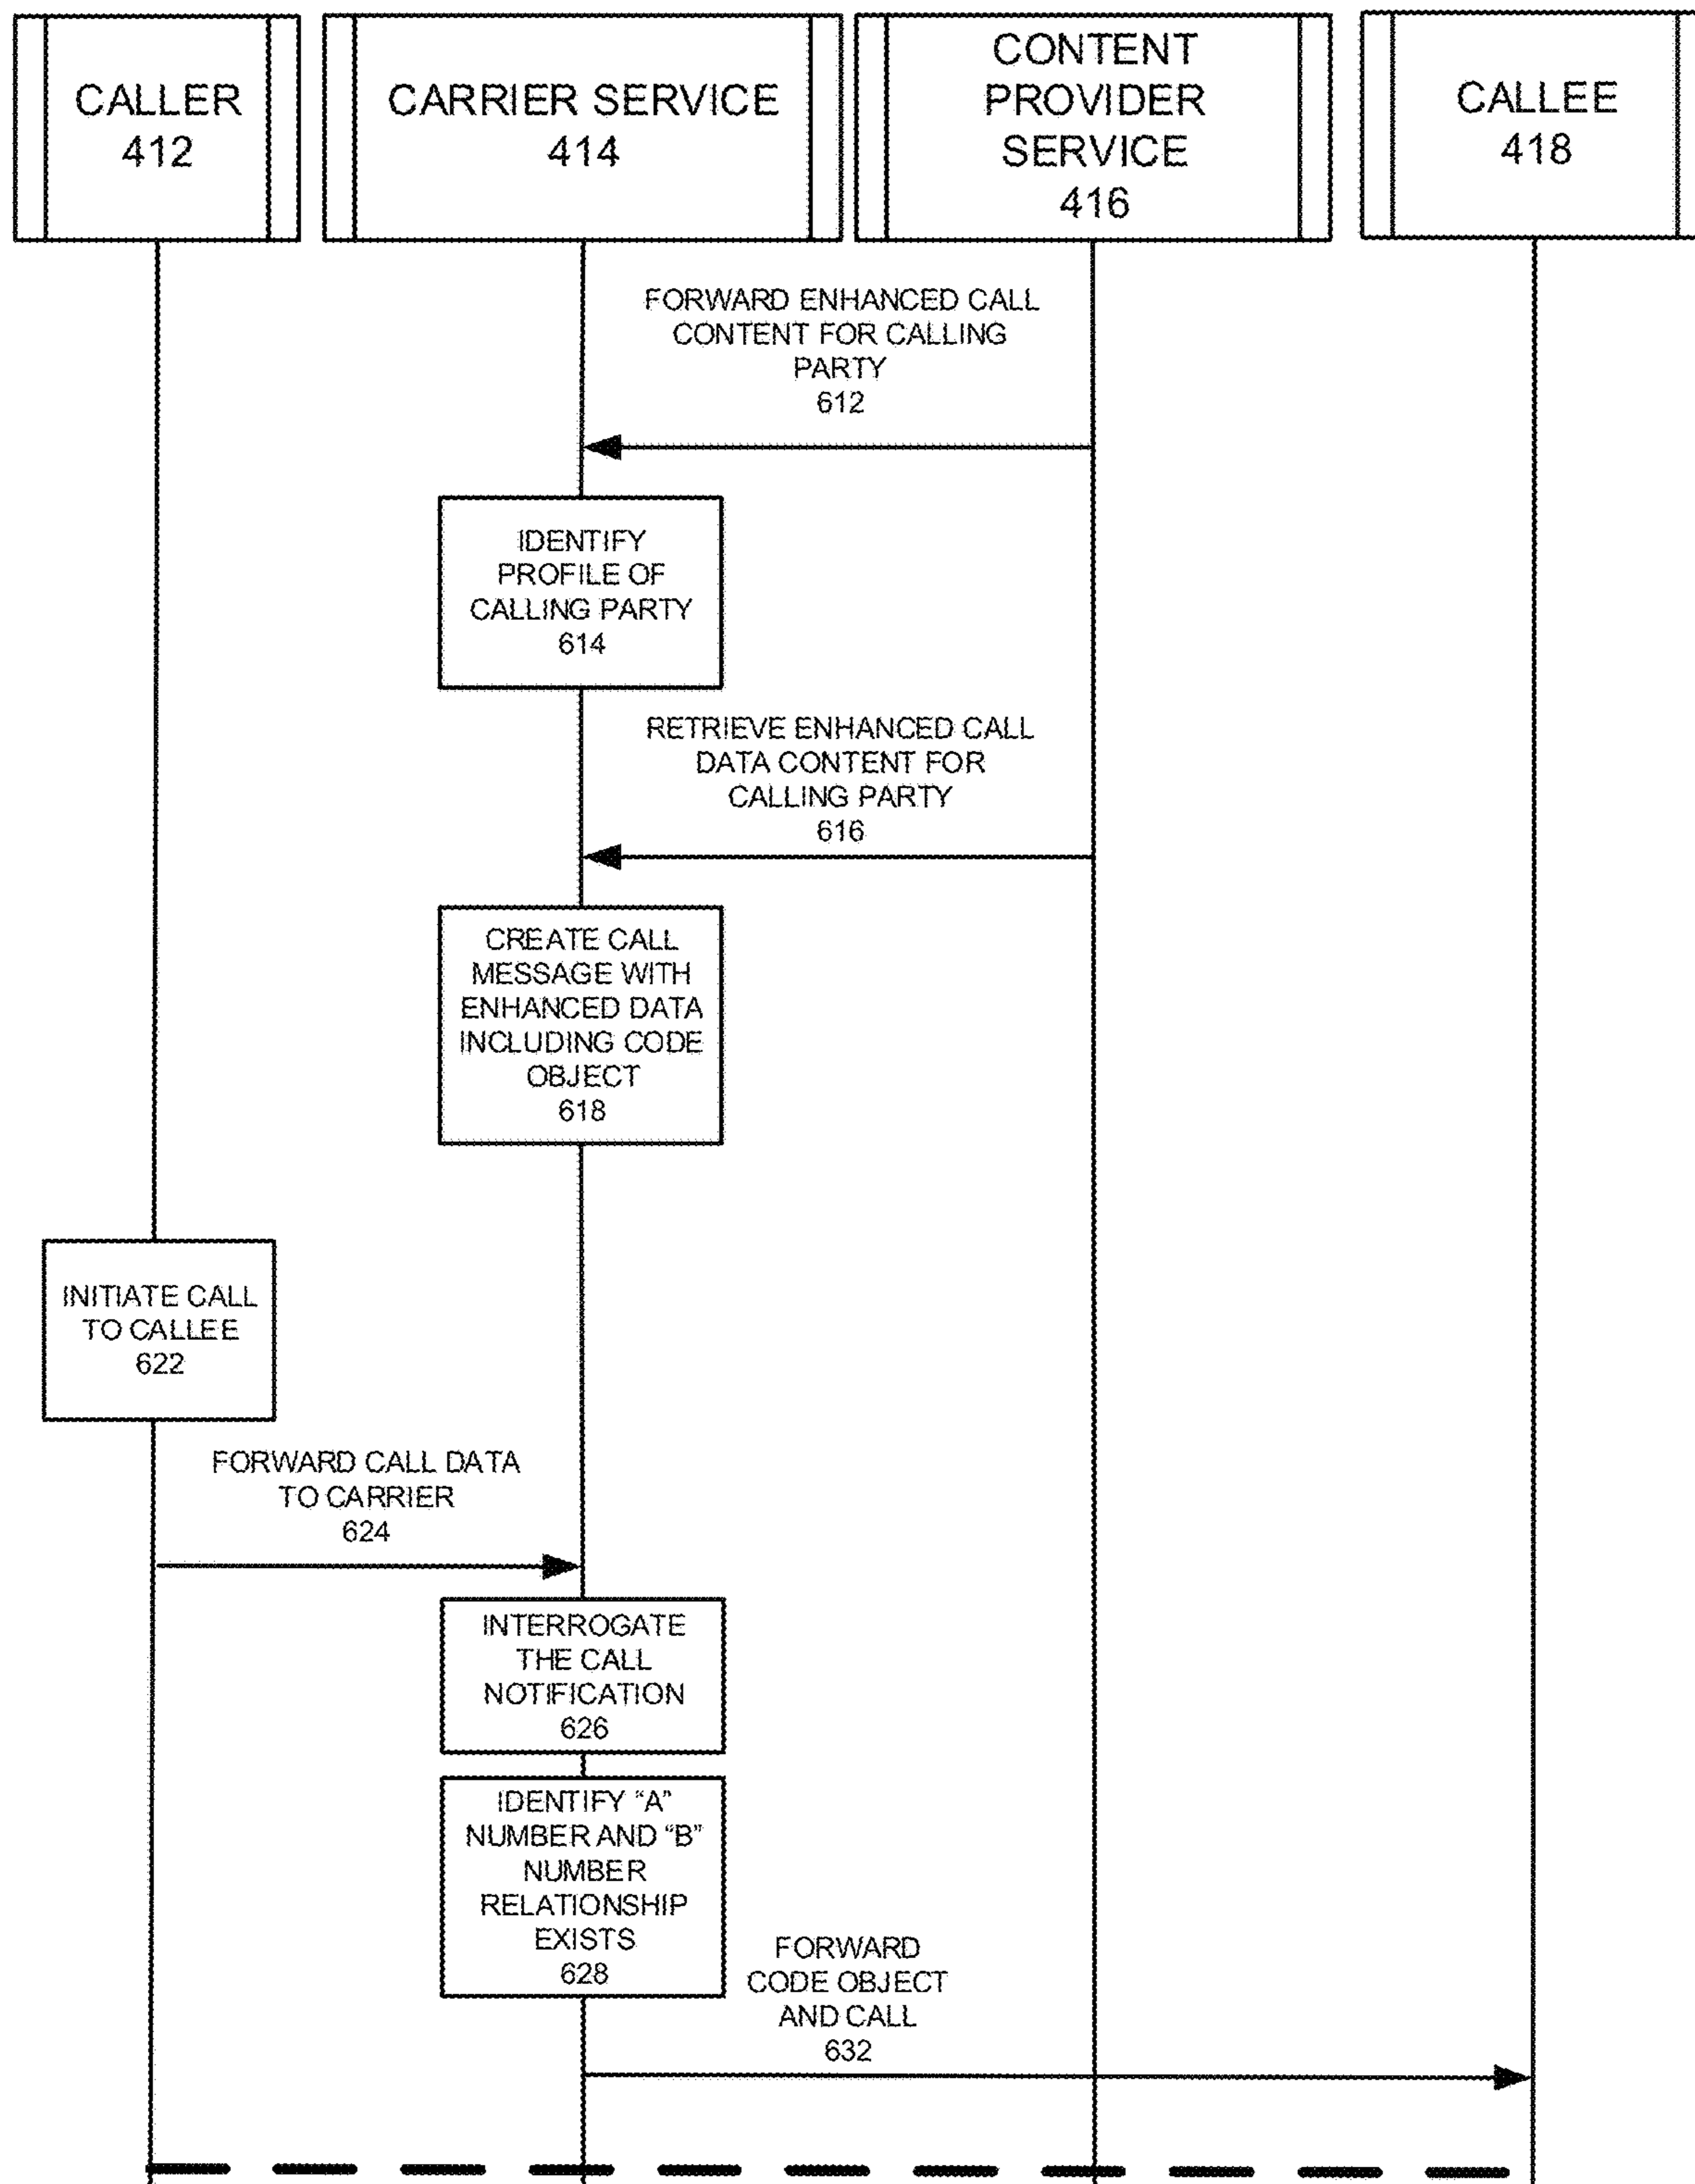 CALLER
412
CARRIER SERVICE
414
CONTENT
PROVIDER
SERVICE
416
CALLEE
418
FORWARD ENHANCED CALL
CONTENT FOR CALLING
PARTY
612
IDENTIFY
PROFILE OF
CALLING PARTY
614
RETRIEVE ENHANCED CALL
DATA CONTENT FOR
CALLING PARTY
616
CREATE CALL
MESSAGE WITH
ENHANCED DATA
INCLUDING CODE
OBJECT
618
INITIATE CALL
TO CALLEE
622
FORWARD CALL DATA
TO CARRIER
624
INTERROGATE
THE CALL
NOTIFICATION
626
IDENTIFY “A”
NUMBER AND “B”
NUMBER
RELATIONSHIP
EXISTS
628
FORWARD
CODE OBJECT
AND CALL
632